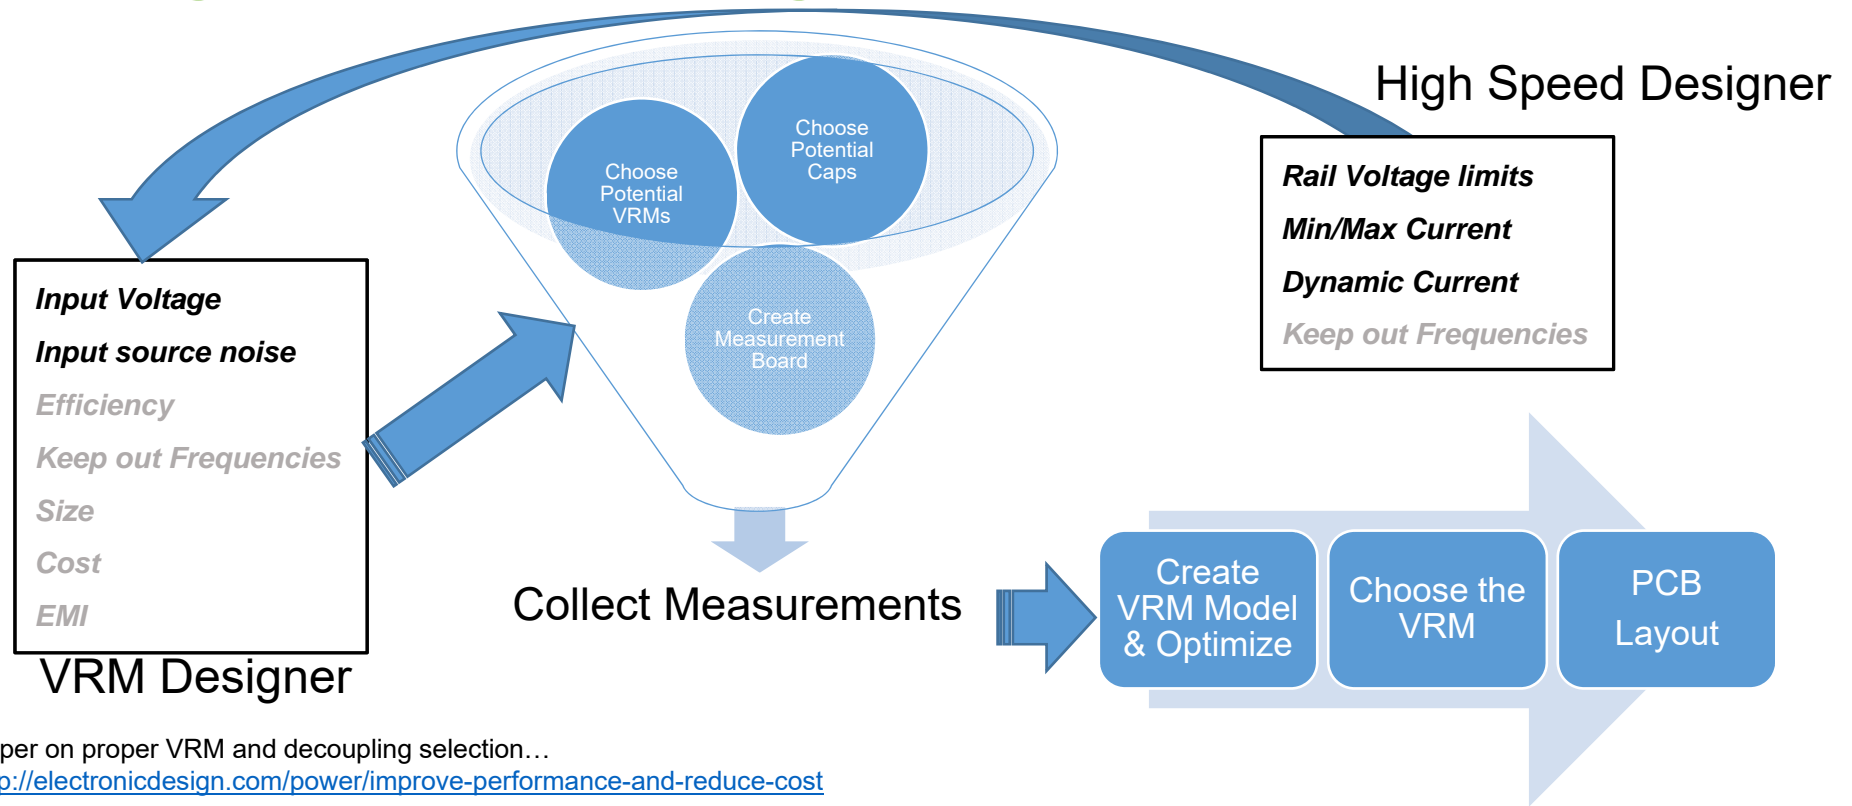 High Speed Designer
Rail Voltage limits
Min/Max Current
Dynamic Current
Keep out Frequencies
Input Voltage
Input source noise
Efficiency
Keep out Frequencies
Size
Cost
EMI
VRM Designer
Choose
Potential
VRMs
Choose
Potential
Caps
Create
Measurement
Board
Collect Measurements
Create
VRM Model
& Optimize
Choose the
VRM
PCB
Layout
per on proper VRM and decoupling selection…
p://electronicdesign.com/power/improve-performance-and-reduce-cost